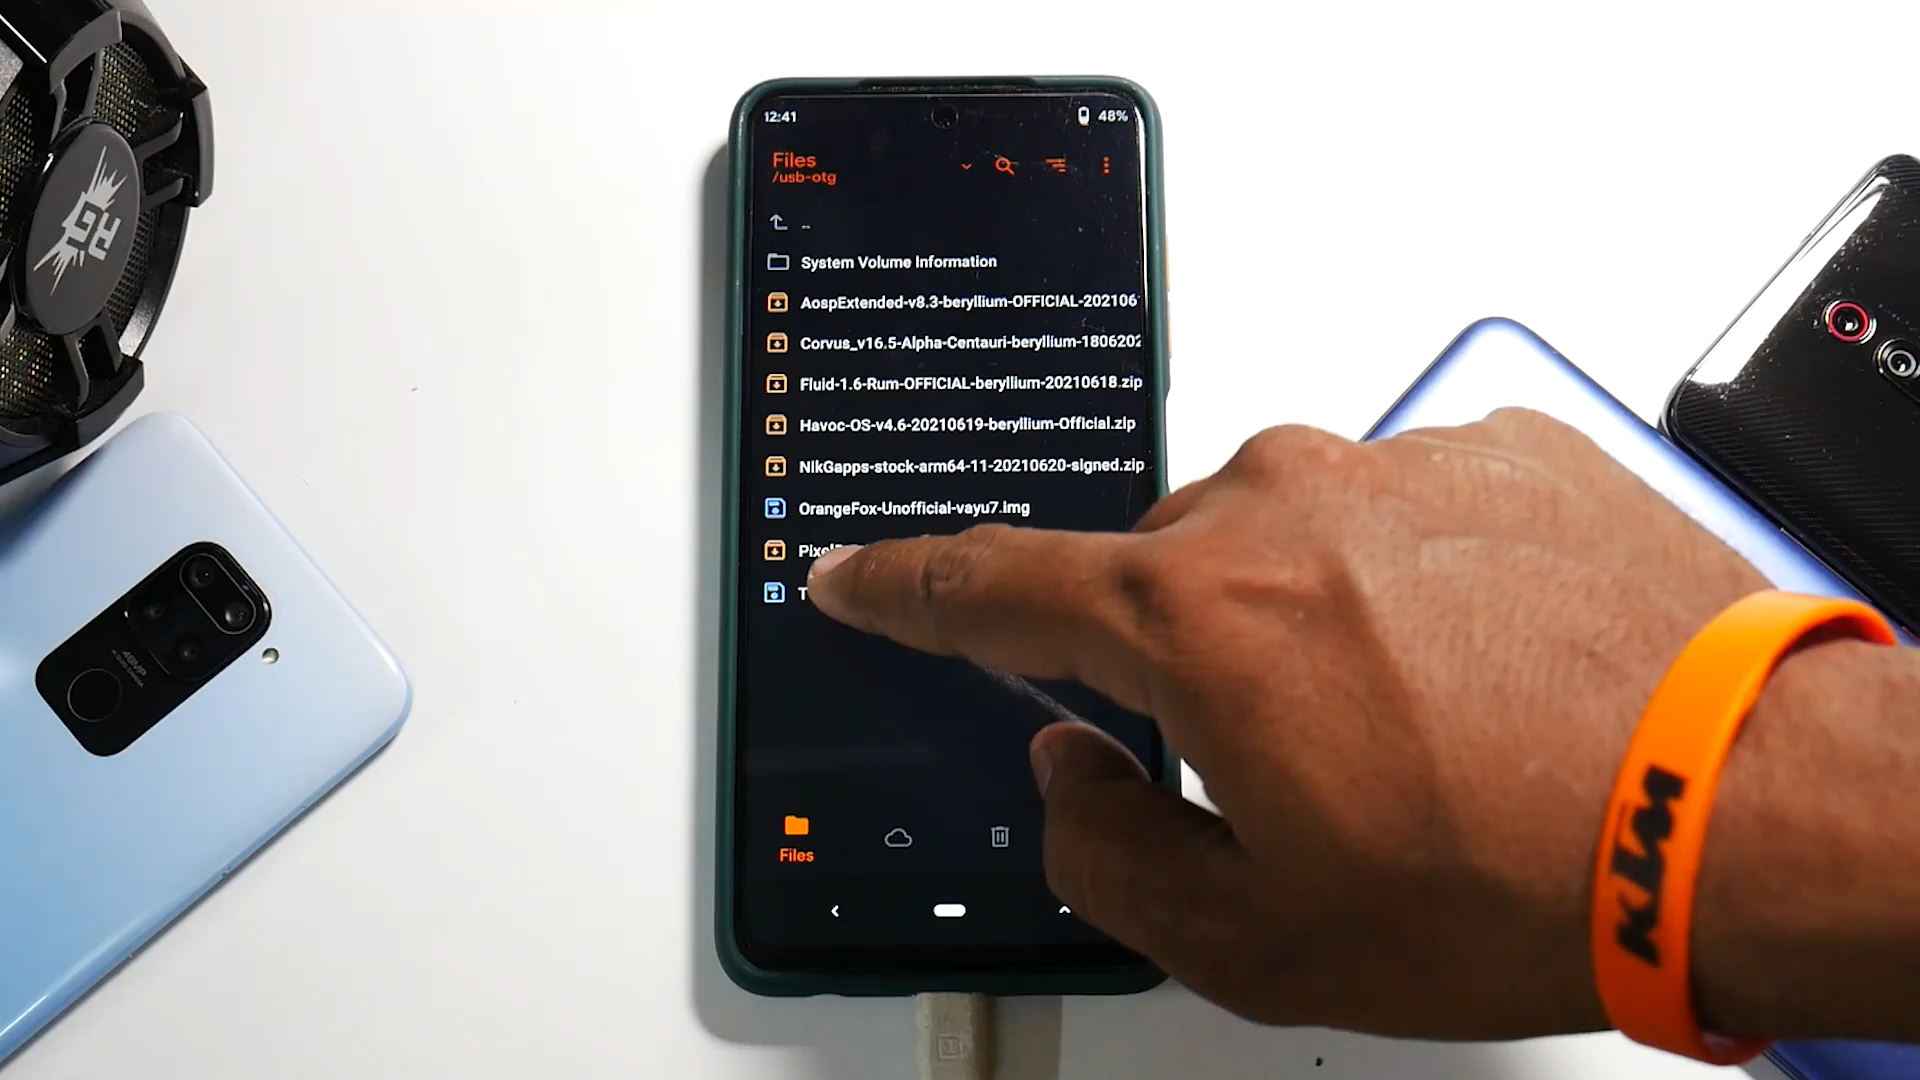 12:41
48%
Files
/usb-otg
..
System Volume Information
AospExtended-v8.3-beryllium-OFFICIAL-202106
Corvus_v16.5-Alpha-Centauri-beryllium-1806202
Fluid-1.6-Rum-OFFICIAL-beryllium-20210618.zip
Havoc-OS-v4.6-20210619-beryllium-Official.zip
NikGapps-stock-arm64-11-20210620-signed.zip
OrangeFox-Unofficial-vayu7.img
Files
48MP
KTM